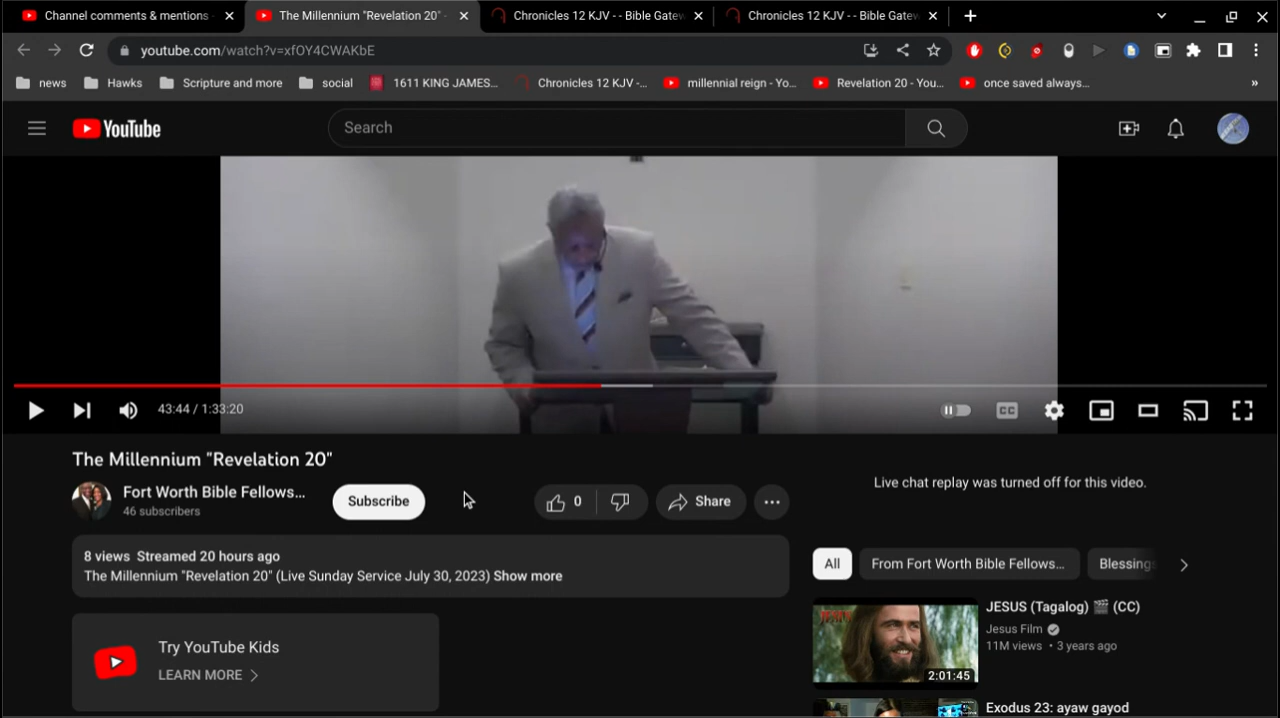 Channel comments & mentions -
The Millennium "Revelation 20" -
Chronicles 12 KJV - - Bible Gatew
Chronicles 12 KJV - - Bible Gatew
youtube.com/watch?v=xfOY4CWAKbE
news
Hawks
Scripture and more
social
1611 KING JAMES...
Chronicles 12 KJV -...
millennial reign - Yo...
Revelation 20 - You...
once saved always...
»
YouTube
Search
43:44 / 1:33:20
CC
The Millennium "Revelation 20"
Fort Worth Bible Fellows...
46 subscribers
Subscribe
0
Share
8 views Streamed 20 hours ago
The Millennium "Revelation 20" (Live Sunday Service July 30, 2023) Show more
Try YouTube Kids
LEARN MORE
Live chat replay was turned off for this video.
All
From Fort Worth Bible Fellows...
Blessing
JESUS
2:01:45
JESUS (Tagalog) 🎬 (CC)
Jesus Film
11M views • 3 years ago
Exodus 23: ayaw gayod